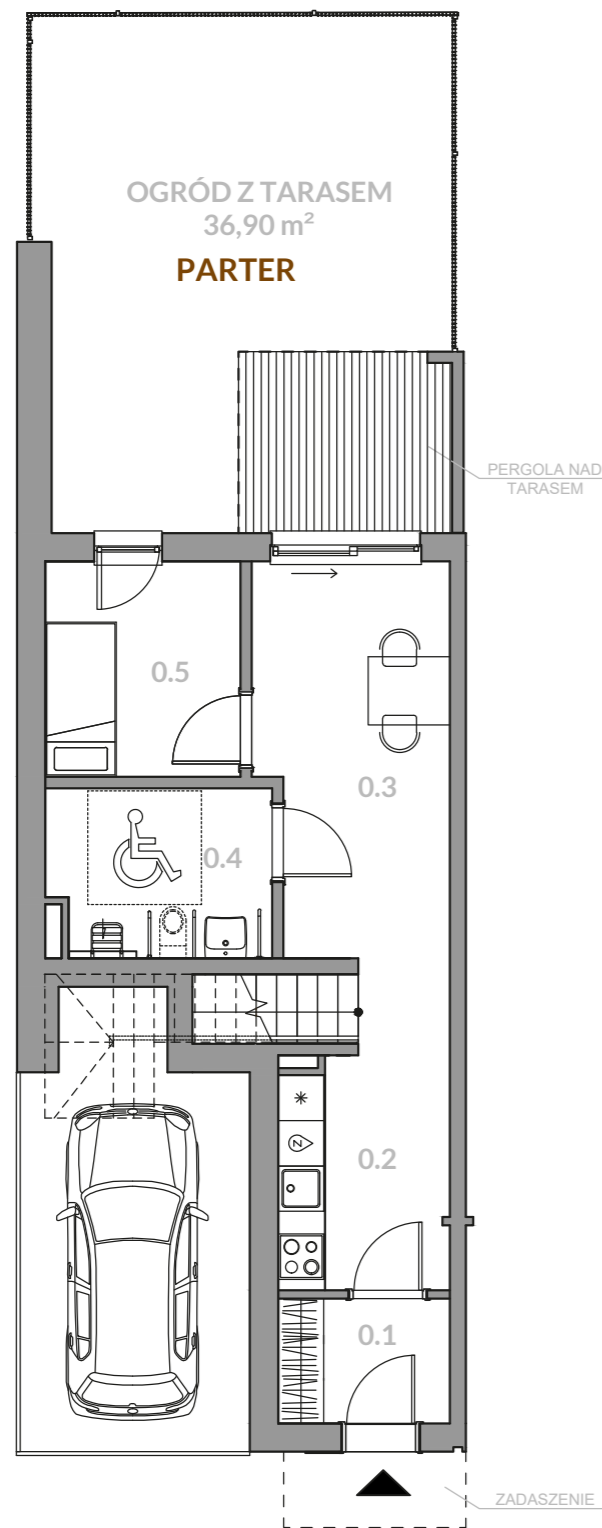 OGRÓD Z TARASEM
36,90 m²
PARTER
PERGOLA NAD
TARASEM
0.5
0.3
0.4
0.2
Z
0.1
ZADASZENIE